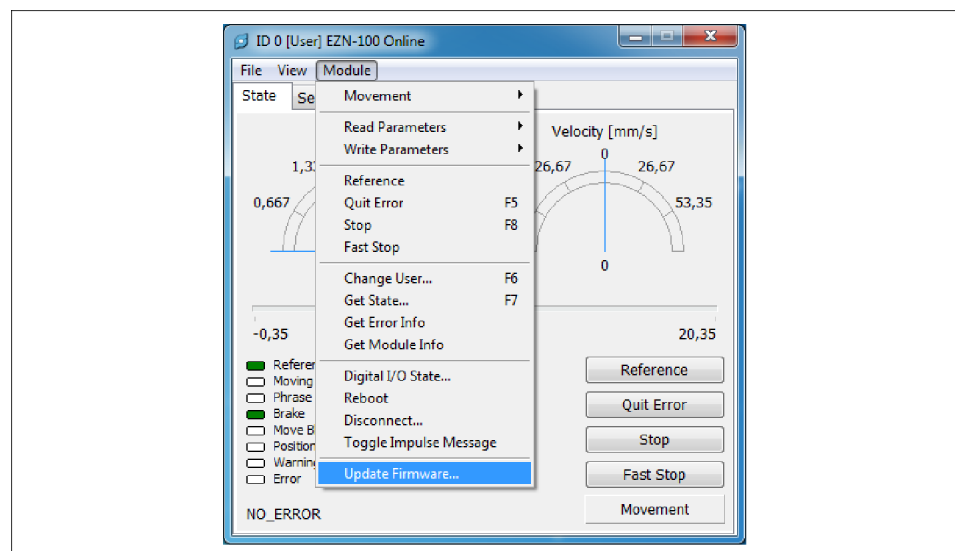 ID 0 [User] EZN-100 Online
File View Module
State Se
Movement
Read Parameters
Write Parameters
Reference
Quit Error F5
Stop F8
Fast Stop
Change User... F6
Get State... F7
Get Error Info
Get Module Info
Digital I/O State...
Reboot
Disconnect...
Toggle Impulse Message
Update Firmware...
Velocity [mm/s]
1,33
0,667
26,67 0 26,67
53,35
0
-0,35 20,35
Referen
Moving
Phrase
Brake
Move B
Position
Warning
Error
Reference
Quit Error
Stop
Fast Stop
Movement
NO_ERROR